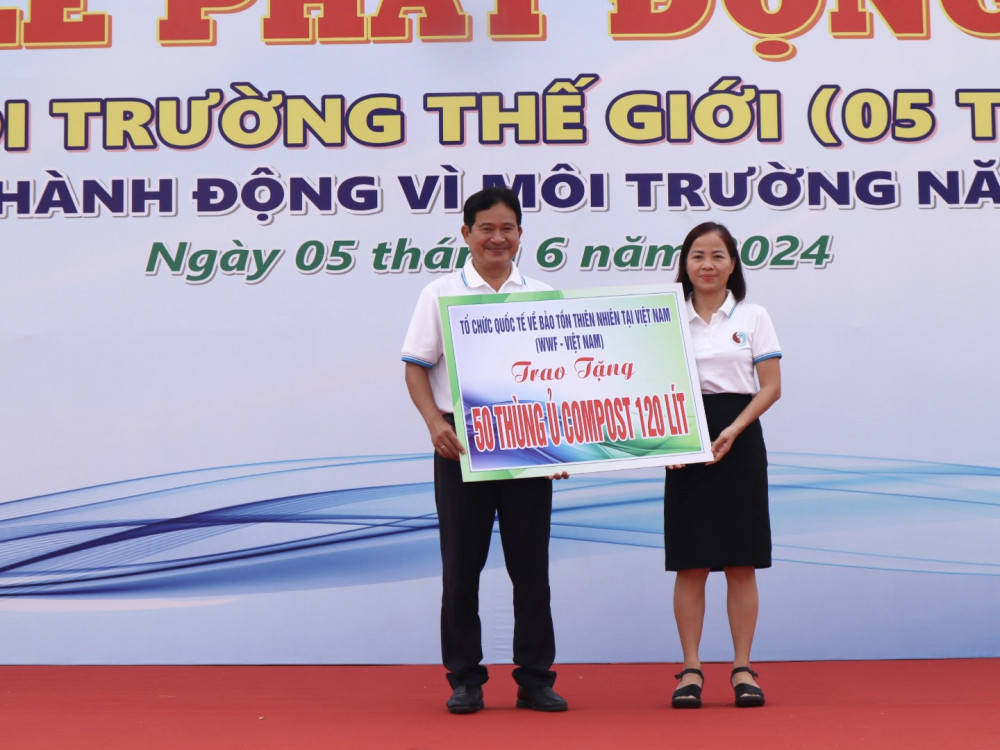 LỄ PHÁT ĐỘNG
TRƯỜNG THẾ GIỚI (05 T
HÀNH ĐỘNG VÌ MÔI TRƯỜNG NĂ
Ngày 05 tháng 6 năm 2024
TỔ CHỨC QUỐC TẾ VỀ BẢO TỒN THIÊN NHIÊN TẠI VIỆT NAM
(WWF - VIỆT NAM)
Trao Tặng
50 THÙNG Ủ COMPOST 120 LÍT